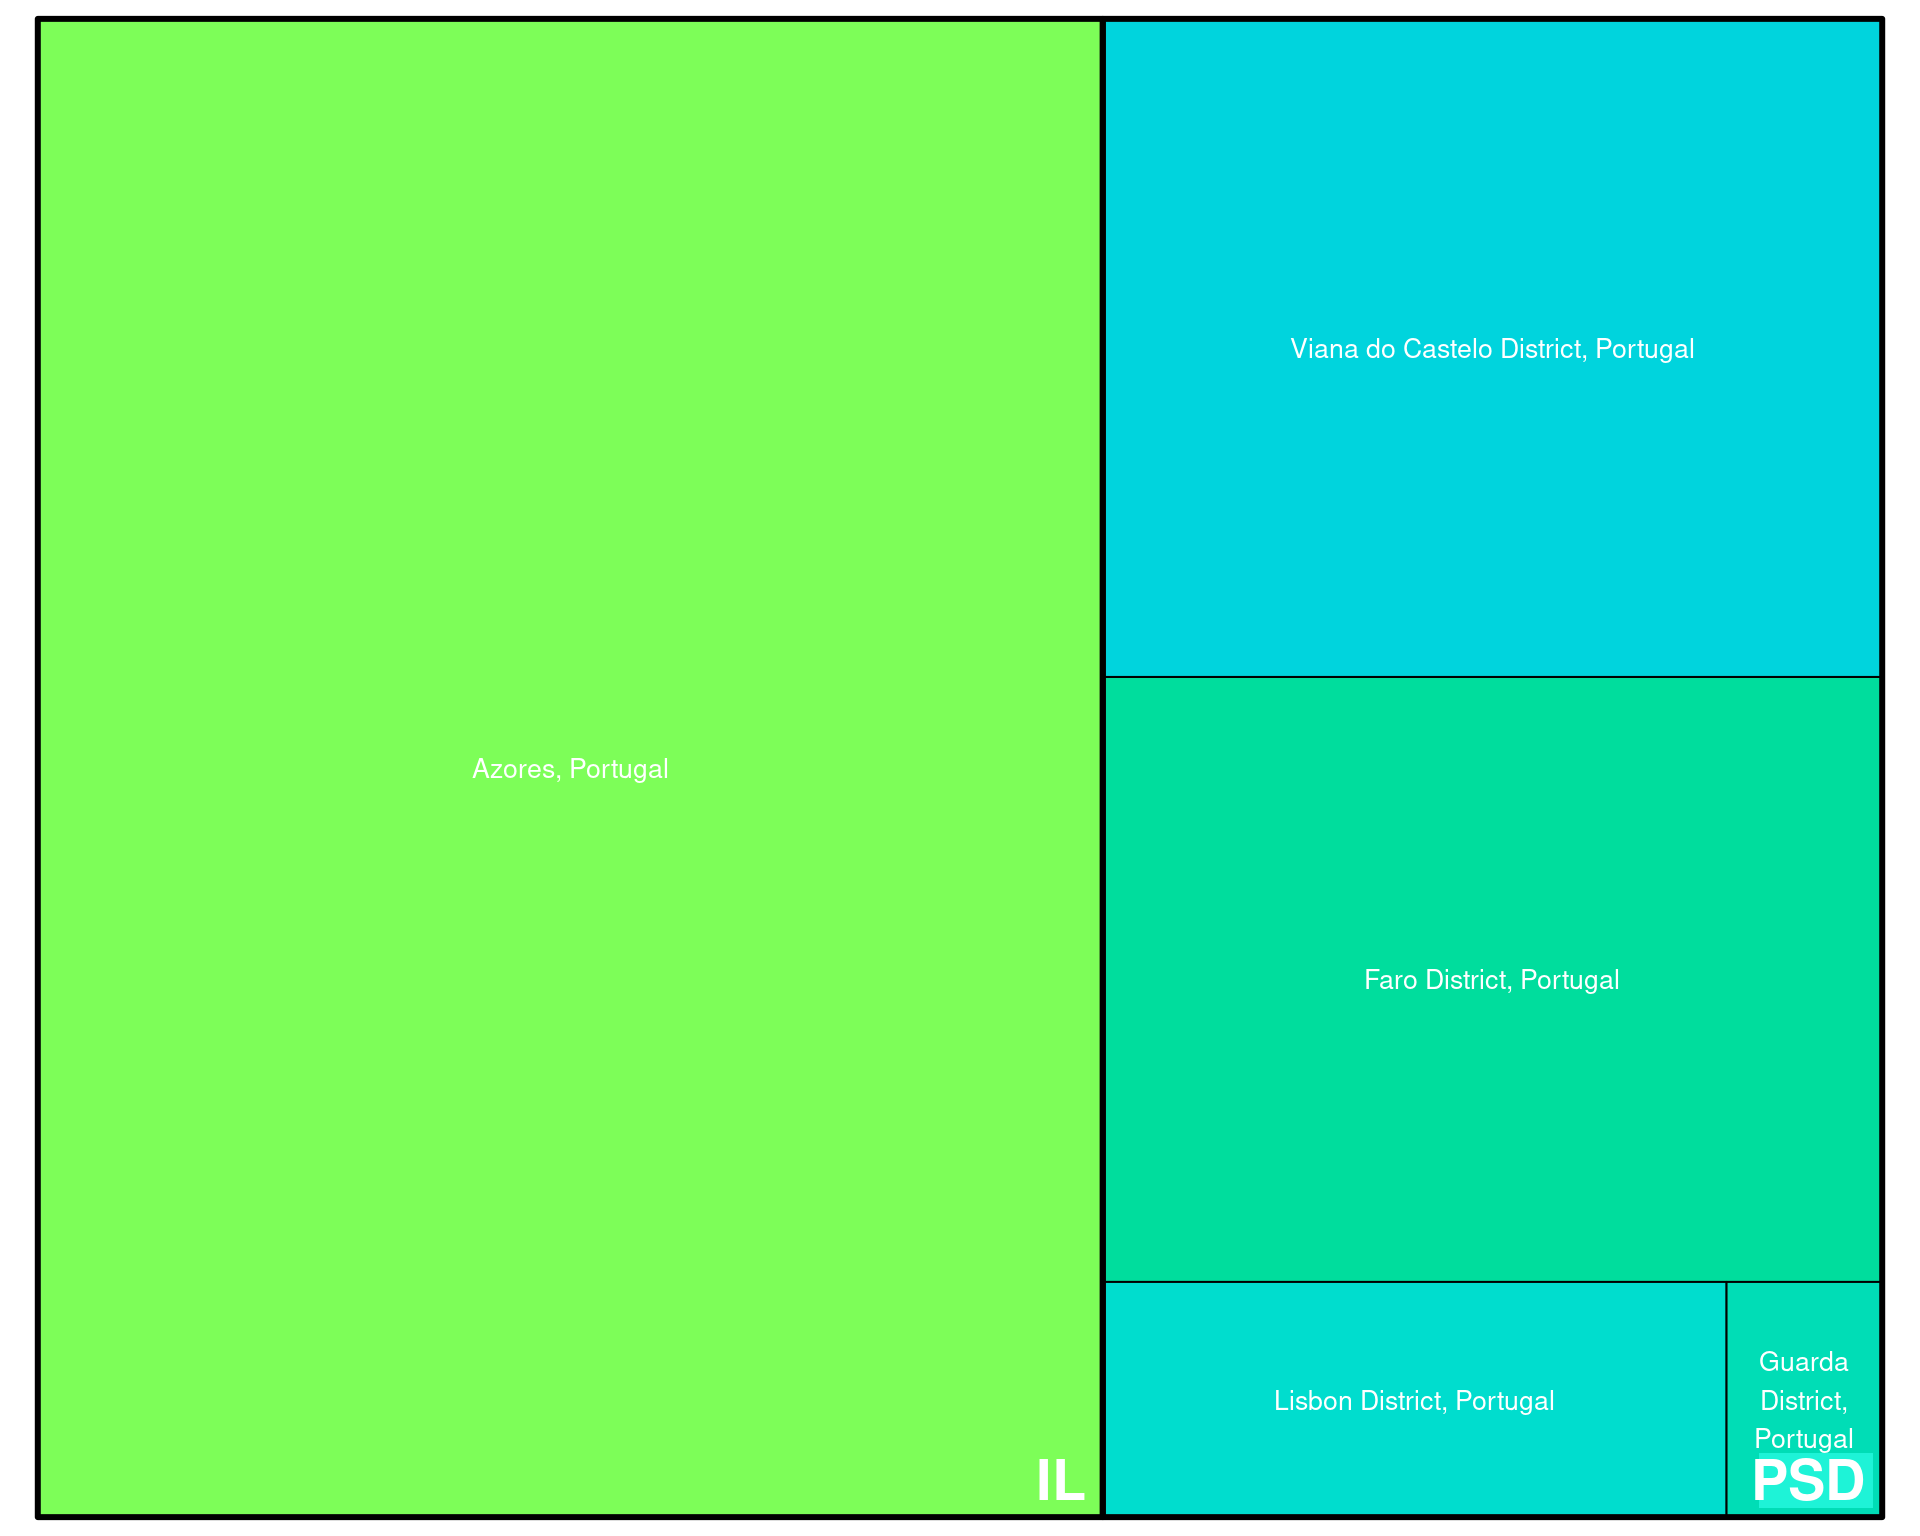 Viana do Castelo District, Portugal
Azores, Portugal
Faro District, Portugal
Lisbon District, Portugal
Guarda
District,
Portugal
IL
PSD